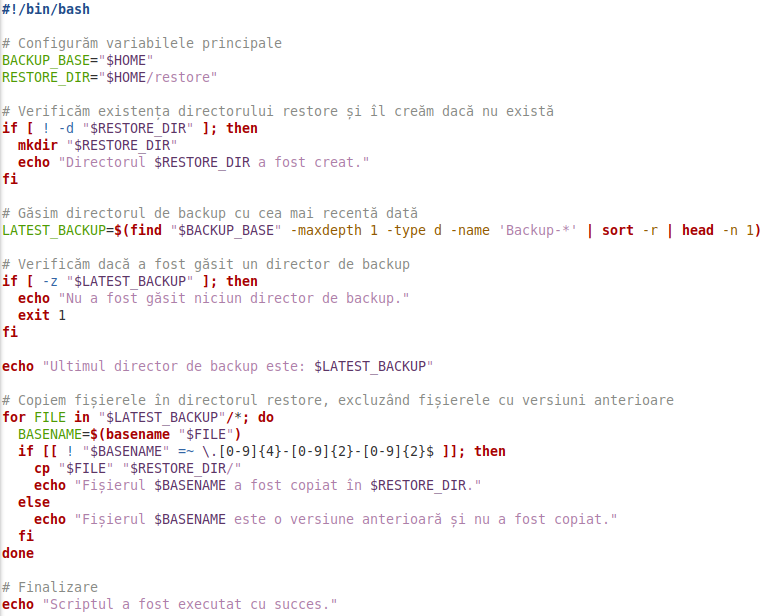 #!/bin/bash

# Configurăm variabilele principale
BACKUP_BASE="$HOME"
RESTORE_DIR="$HOME/restore"

# Verificăm existența directorului restore și îl creăm dacă nu există
if [ ! -d "$RESTORE_DIR" ]; then
  mkdir "$RESTORE_DIR"
  echo "Directorul $RESTORE_DIR a fost creat."
fi

# Găsim directorul de backup cu cea mai recentă dată
LATEST_BACKUP=$(find "$BACKUP_BASE" -maxdepth 1 -type d -name 'Backup-*' | sort -r | head -n 1)

# Verificăm dacă a fost găsit un director de backup
if [ -z "$LATEST_BACKUP" ]; then
  echo "Nu a fost găsit niciun director de backup."
  exit 1
fi

echo "Ultimul director de backup este: $LATEST_BACKUP"

# Copiem fișierele în directorul restore, excluzând fișierele cu versiuni anterioare
for FILE in "$LATEST_BACKUP"/*; do
  BASENAME=$(basename "$FILE")
  if [[ ! "$BASENAME" =~ \.[0-9]{4}-[0-9]{2}-[0-9]{2}$ ]]; then
    cp "$FILE" "$RESTORE_DIR/"
    echo "Fișierul $BASENAME a fost copiat în $RESTORE_DIR."
  else
    echo "Fișierul $BASENAME este o versiune anterioară și nu a fost copiat."
  fi
done

# Finalizare
echo "Scriptul a fost executat cu succes."